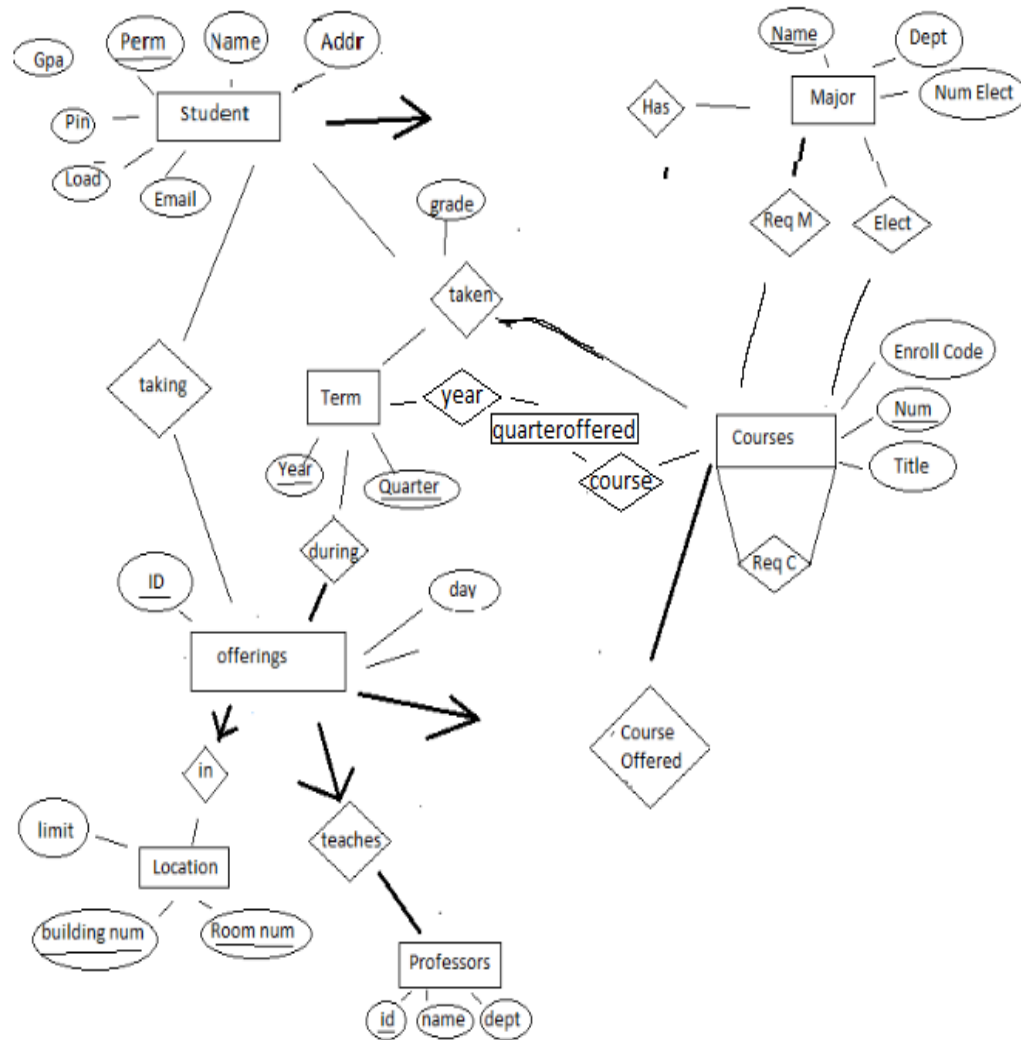 Perm
Name
Addr
Gpa
Student
Pin
Load
Email
Name
Dept
Num Elect
Major
Has
Req M
Elect
grade
taken
taking
Term
year
quarteroffered
course
Year
Quarter
Courses
Enroll Code
Num
Title
Req C
during
ID
day
offerings
Course
Offered
in
limit
teaches
Location
building num
Room num
Professors
id
name
dept